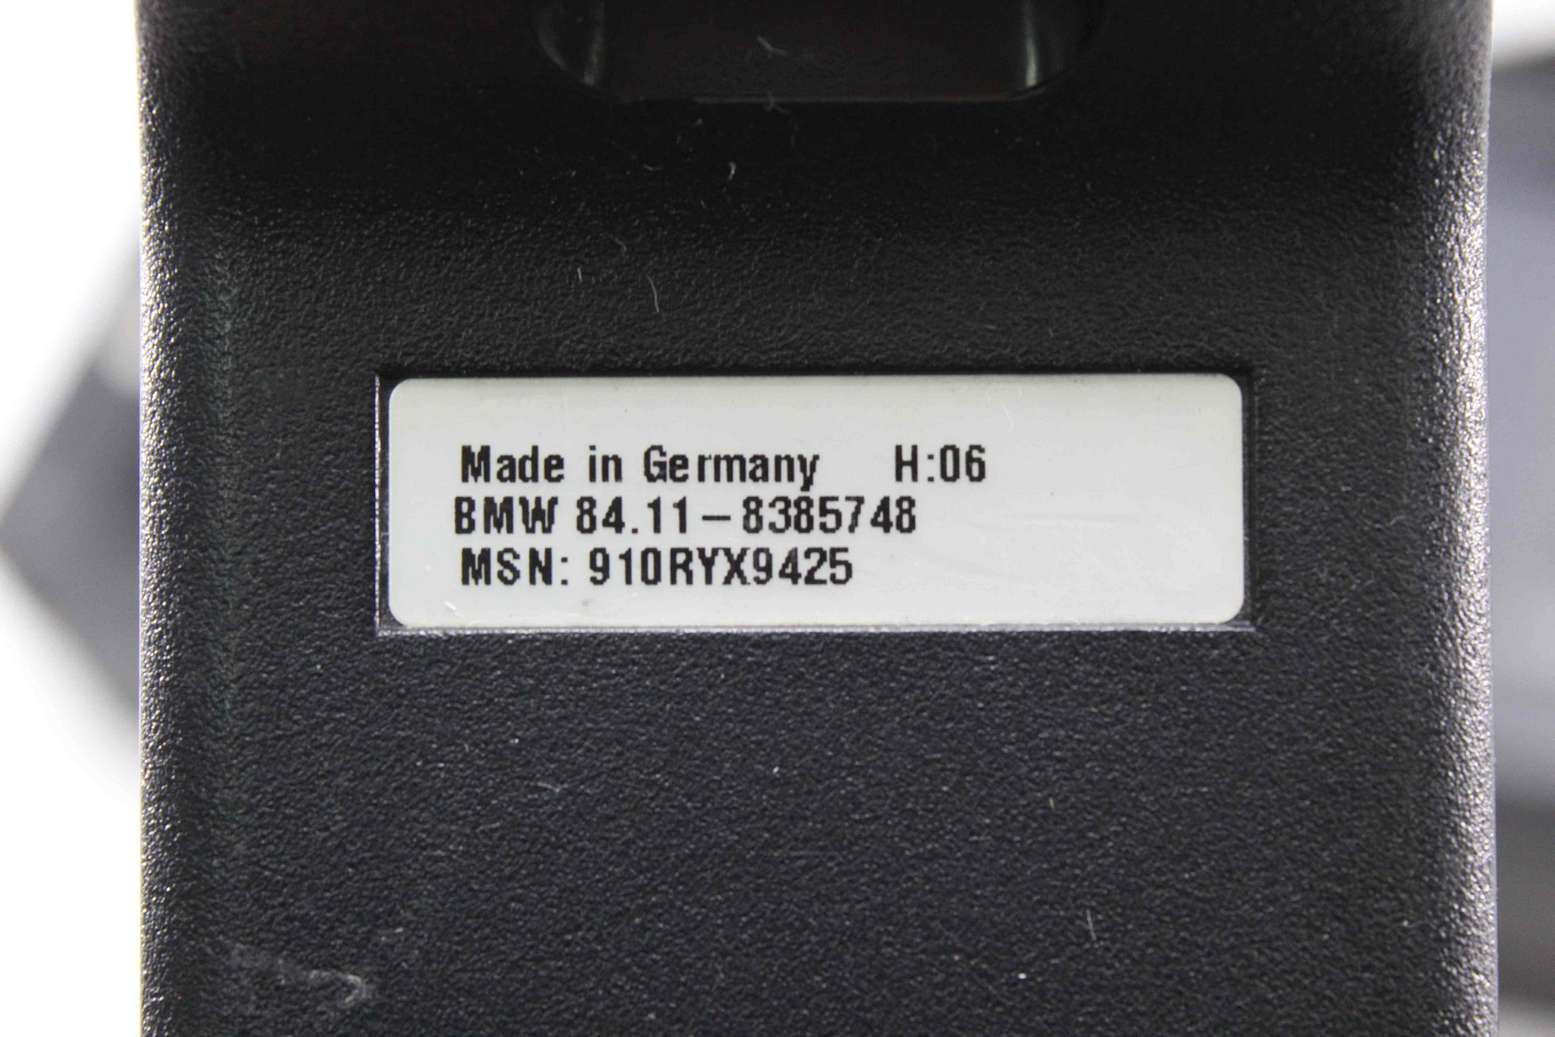 Made in Germany H:06
BMW 84.11-8385748
MSN: 910RYX9425